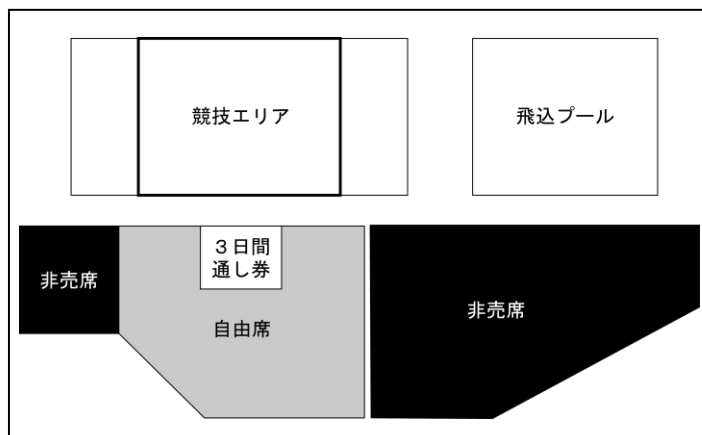 競技エリア
飛込プール
３日間
通し券
非売席
自由席
非売席